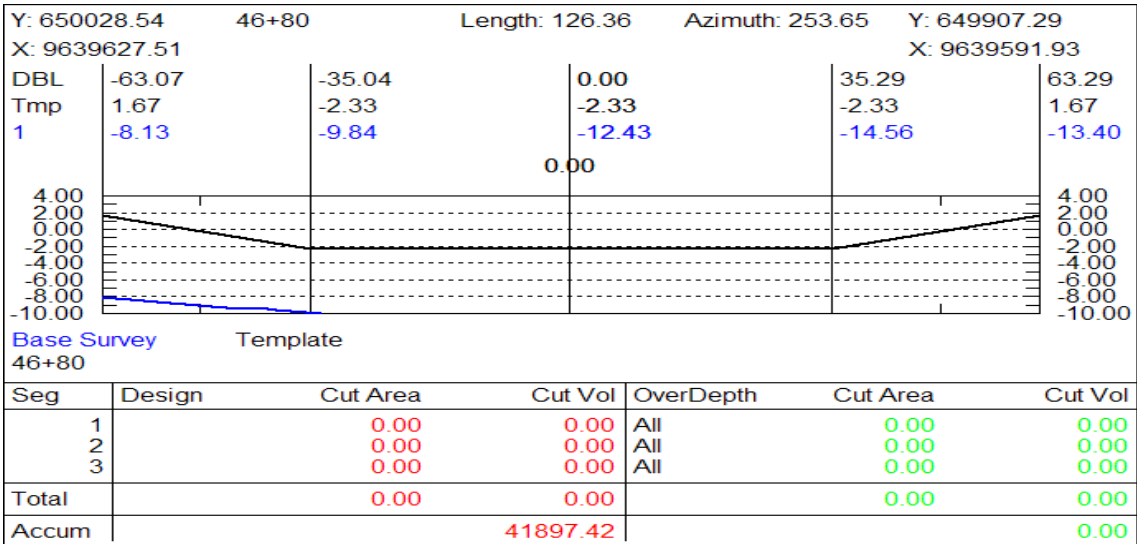 Y: 650028.54 46+80 Length: 126.36 Azimuth: 253.65 Y: 649907.29
X: 9639627.51 X: 9639591.93
DBL -63.07 -35.04 0.00 35.29 63.29
Tmp 1.67 -2.33 -2.33 -2.33 1.67
1 -8.13 -9.84 -12.43 -14.56 -13.40
0.00
4.00 4.00
2.00 2.00
0.00 0.00
-2.00 -2.00
-4.00 -4.00
-6.00 -6.00
-8.00 -8.00
-10.00 -10.00
Base Survey Template
46+80
Seg Design Cut Area Cut Vol OverDepth Cut Area Cut Vol
1 0.00 0.00 All 0.00 0.00
2 0.00 0.00 All 0.00 0.00
3 0.00 0.00 All 0.00 0.00
Total 0.00 0.00 0.00 0.00
Accum 41897.42 0.00